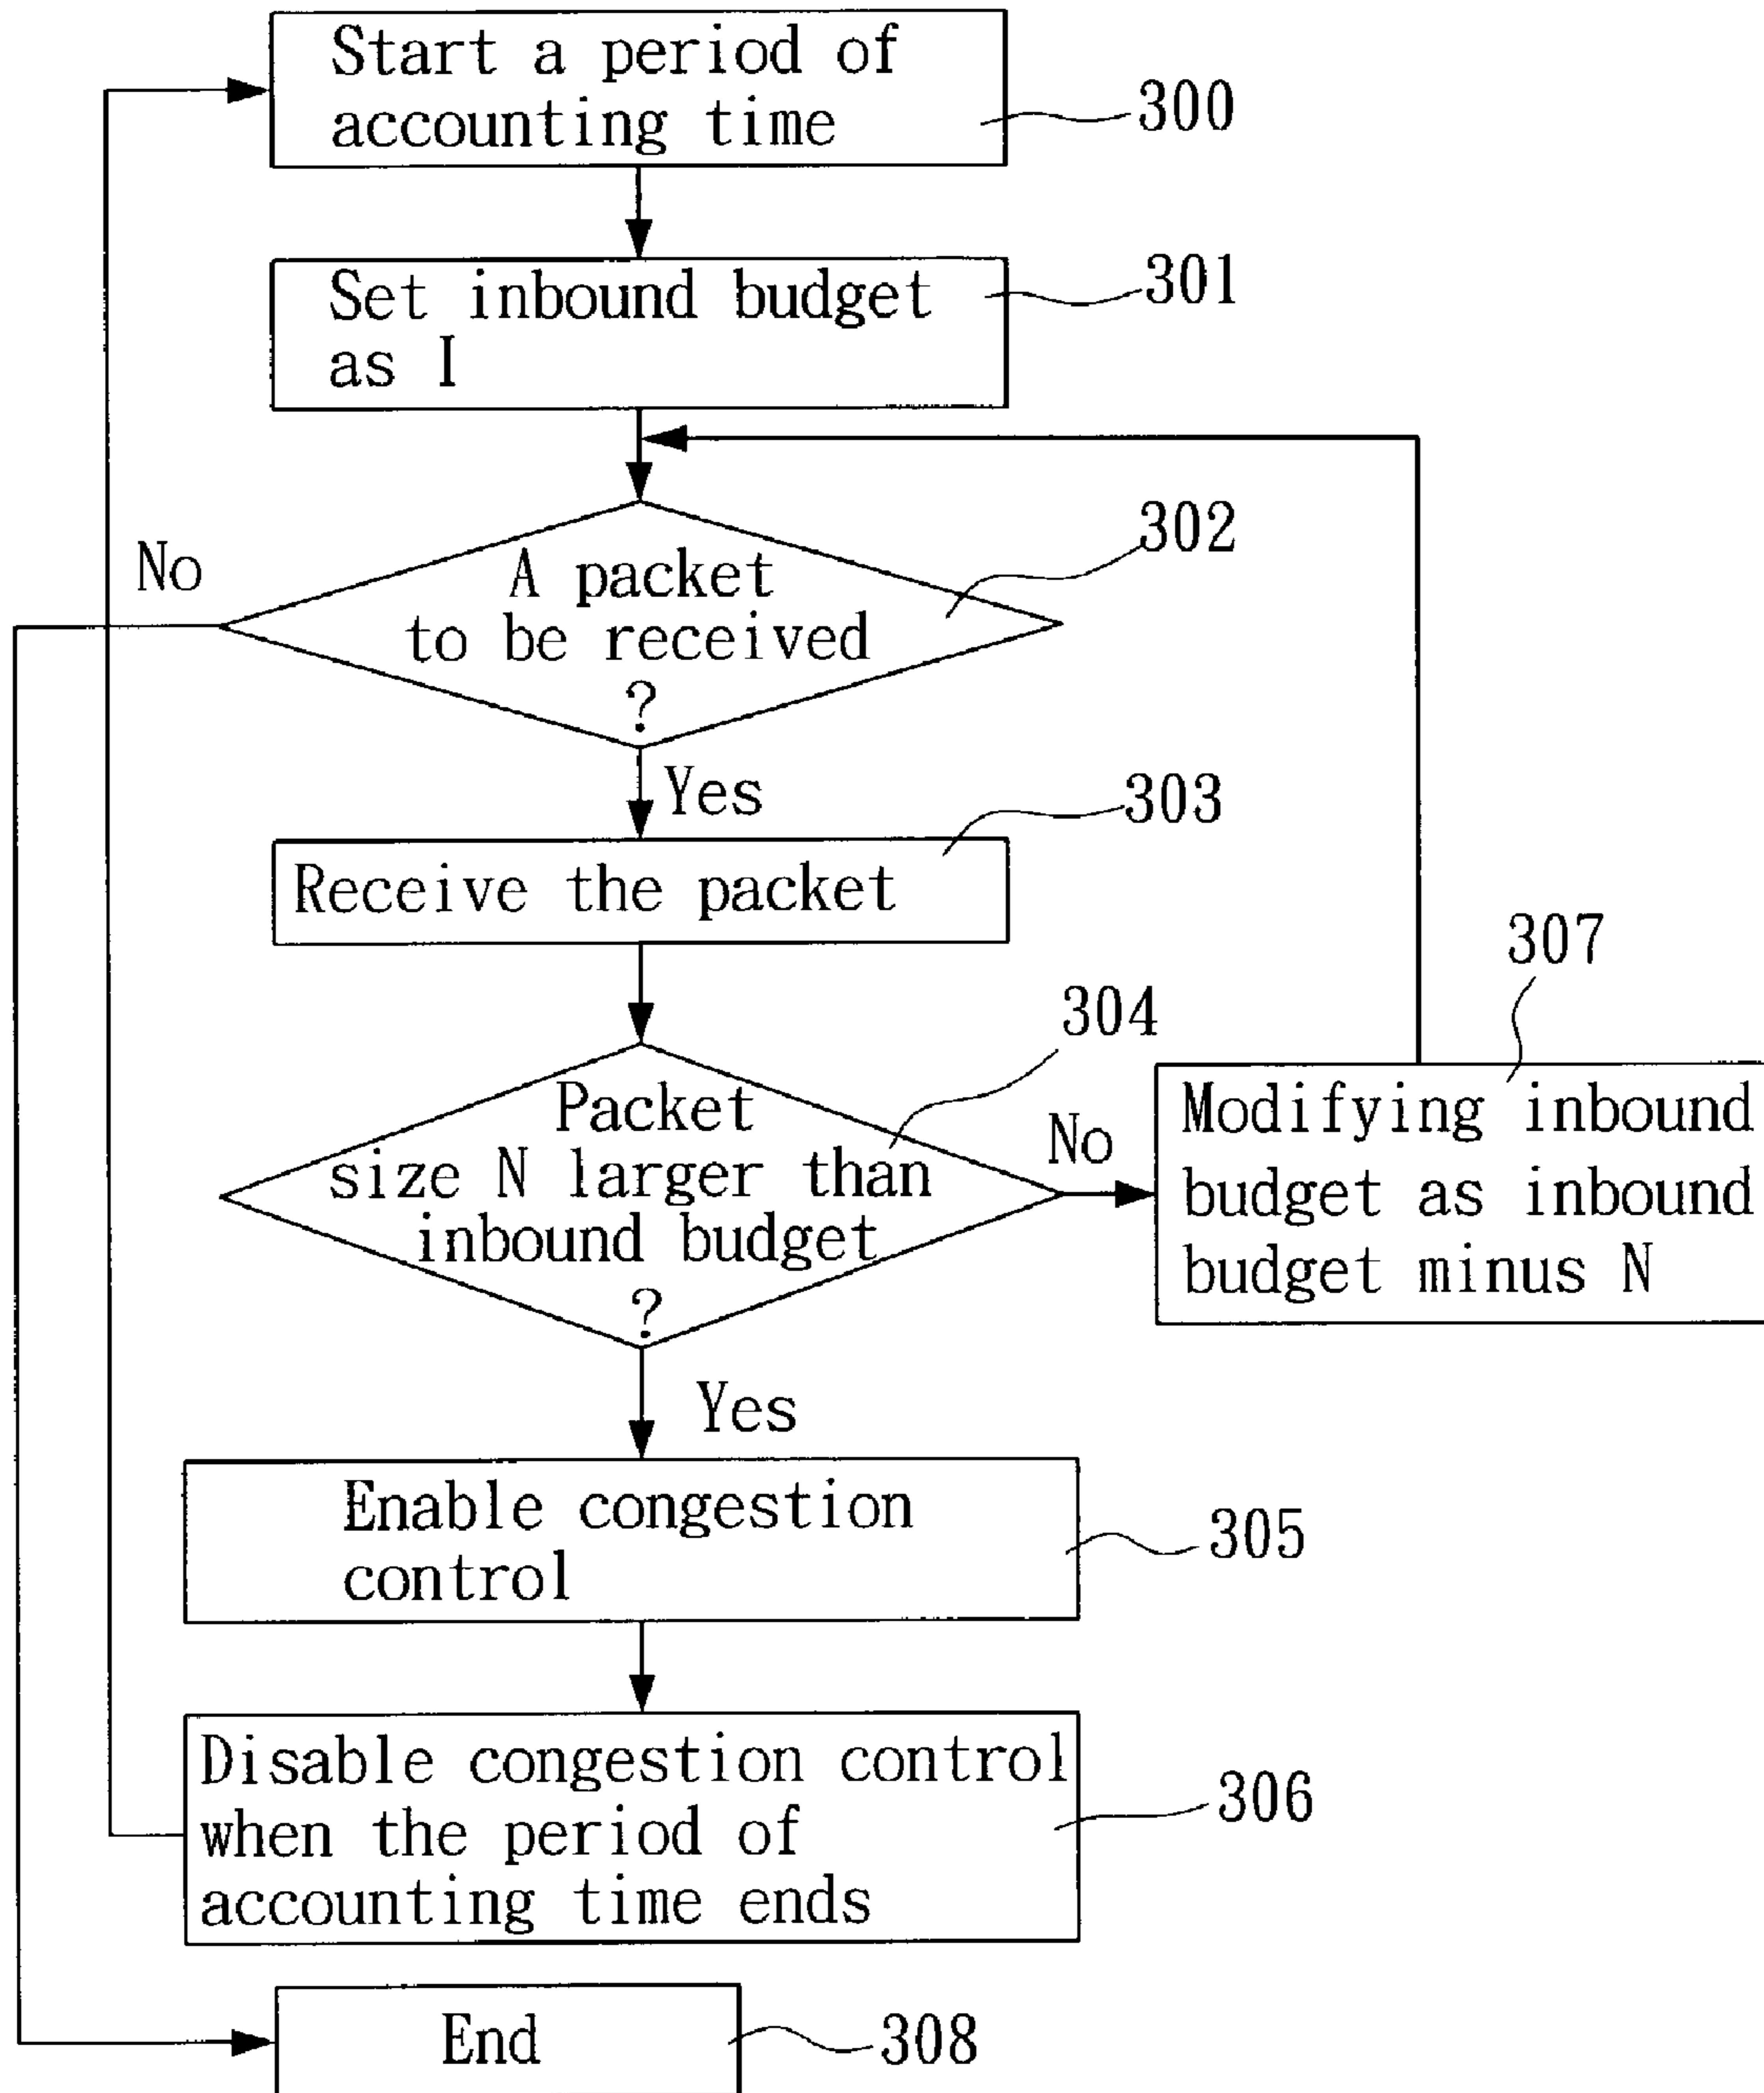 Start a period of
accounting time
300
Set inbound budget
as I
301
302
No
A packet
to be received
?
Yes
303
Receive the packet
307
304
Packet
size N larger than
inbound budget
?
No
Modifying inbound
budget as inbound
budget minus N
Yes
Enable congestion
control
305
Disable congestion control
when the period of
accounting time ends
306
End
308